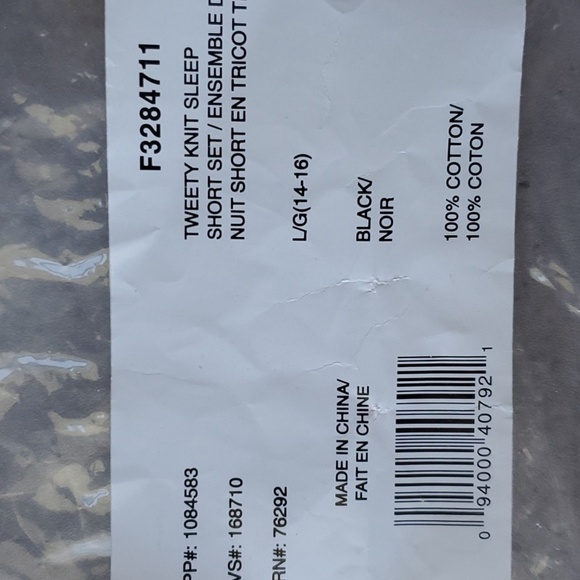 F3284711
TWEETY KNIT SLEEP
SHORT SET / ENSEMBLE D
NUIT SHORT EN TRICOT T
L/G(14-16)
BLACK/
NOIR
100% COTTON/
100% COTON
PP#: 1084583
VS#: 168710
RN#: 76292
MADE IN CHINA/
FAIT EN CHINE
0 94000 40792 1